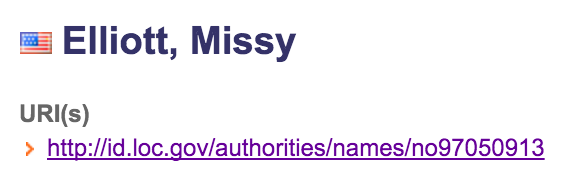 Elliott, Missy
URI(s)
http://id.loc.gov/authorities/names/no97050913